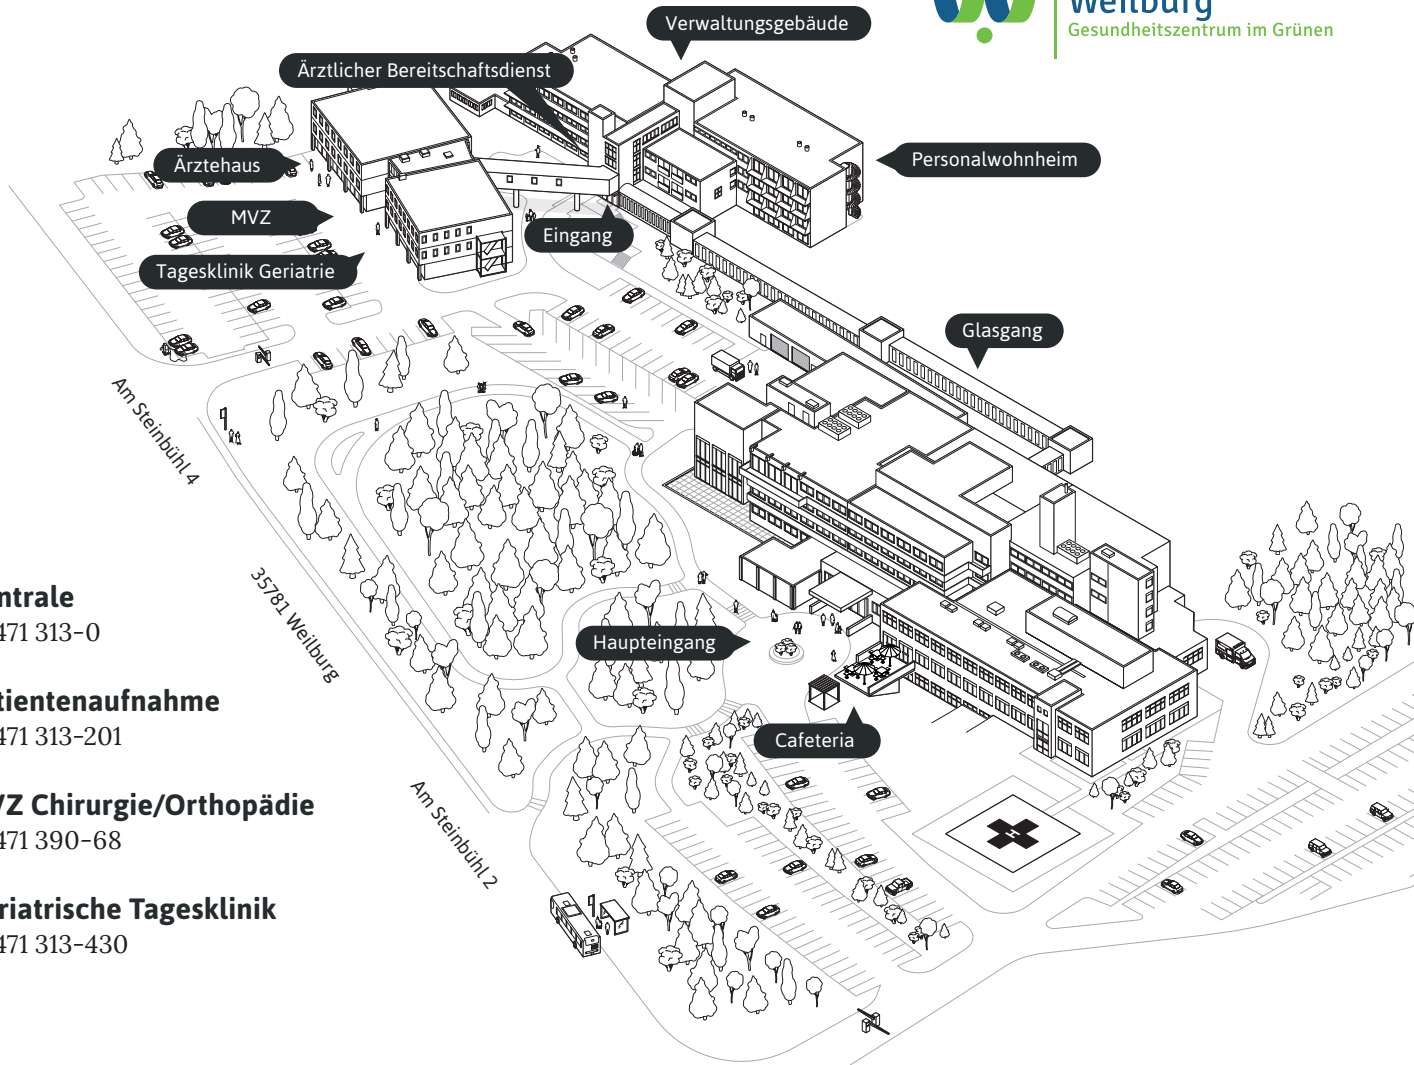 Weilburg
Gesundheitszentrum im Grünen
Verwaltungsgebäude
Ärztlicher Bereitschaftsdienst
Personalwohnheim
Ärztehaus
MVZ
Eingang
Tagesklinik Geriatrie
Glasgang
Am Steinbühl 4
35781 Weilburg
Haupteingang
Cafeteria
Am Steinbühl 2
H
ntrale
471 313-0
tientenaufnahme
471 313-201
VZ Chirurgie/Orthopädie
471 390-68
riatrische Tagesklinik
471 313-430